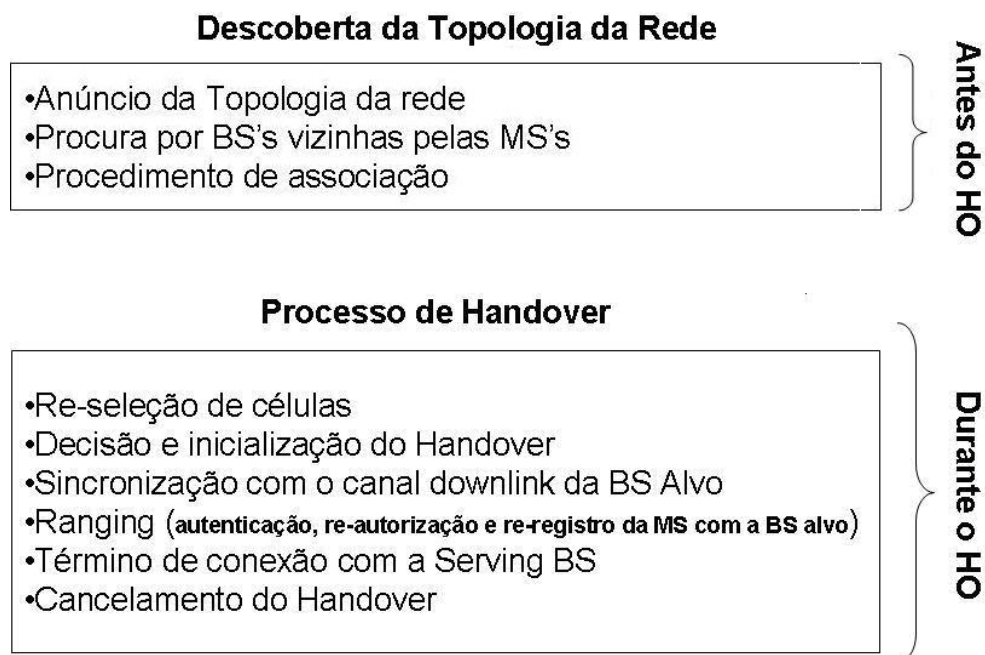 Descoberta da Topologia da Rede
•Anúncio da Topologia da rede
•Procura por BS's vizinhas pelas MS's
•Procedimento de associação
Antes do HO
Processo de Handover
•Re-seleção de células
•Decisão e inicialização do Handover
•Sincronização com o canal downlink da BS Alvo
•Ranging (autenticação, re-autorização e re-registro da MS com a BS alvo)
•Término de conexão com a Serving BS
•Cancelamento do Handover
Durante o HO